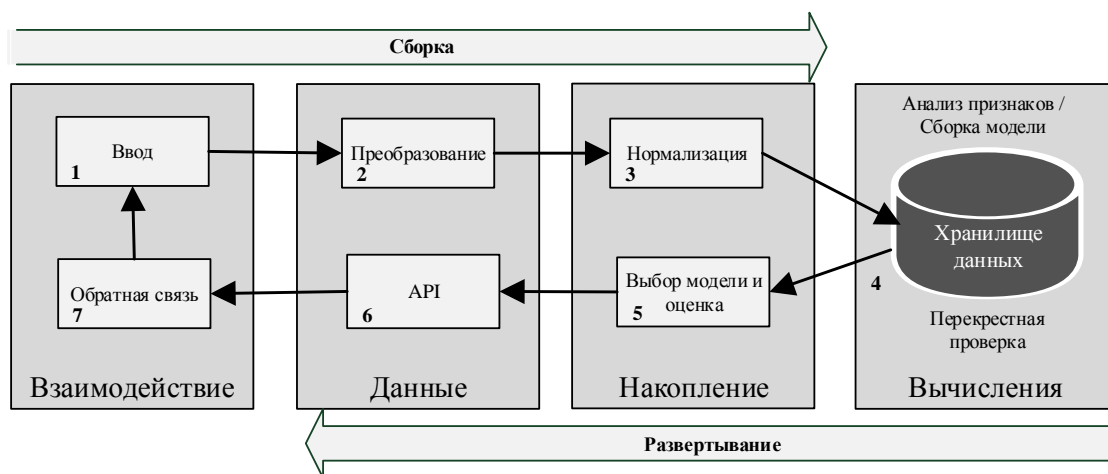 Сборка
Анализ признаков /
Сборка модели
Ввод
1
Преобразование
2
Нормализация
3
Хранилище
данных
4
Выбор модели и
оценка
5
API
6
Обратная связь
7
Перекрестная
проверка
Взаимодействие
Данные
Накопление
Вычисления
Развертывание